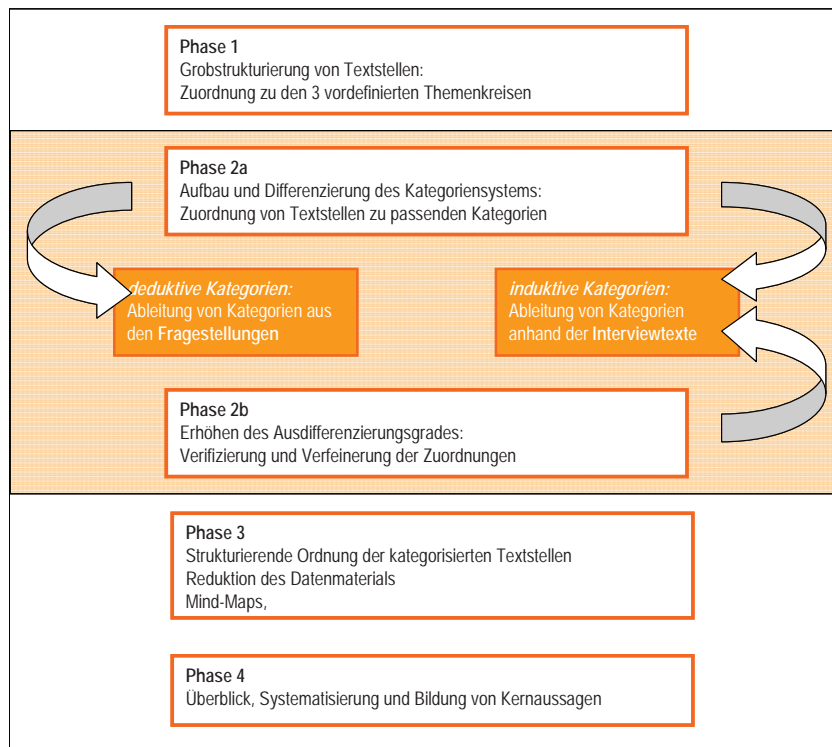 Phase 1
Grobstrukturierung von Textstellen:
Zuordnung zu den 3 vordefinierten Themenkreisen
Phase 2a
Aufbau und Differenzierung des Kategoriensystems:
Zuordnung von Textstellen zu passenden Kategorien
deduktive Kategorien:
Ableitung von Kategorien aus
den Fragestellungen
induktive Kategorien:
Ableitung von Kategorien
anhand der Interviewtexte
Phase 2b
Erhöhen des Ausdifferenzierungsgrades:
Verifizierung und Verfeinerung der Zuordnungen
Phase 3
Strukturierende Ordnung der kategorisierten Textstellen
Reduktion des Datenmaterials
Mind-Maps,
Phase 4
Überblick, Systematisierung und Bildung von Kernaussagen